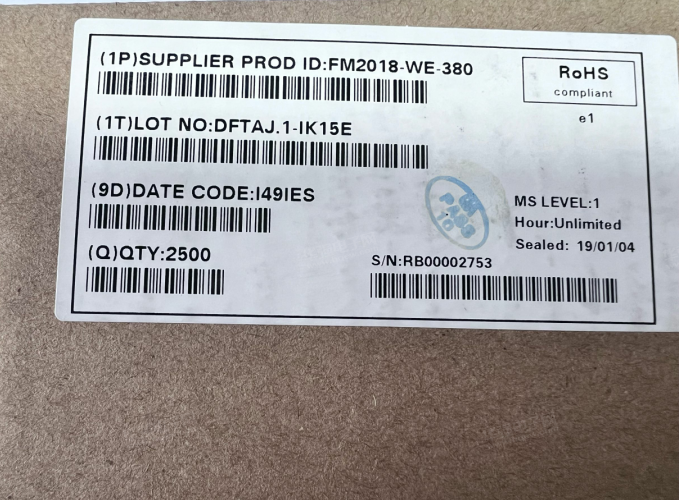 (1P)SUPPLIER PROD ID:FM2018-WE-380
RoHS
compliant
e1
(1T)LOT NO:DFTAJ.1-IK15E
(9D)DATE CODE:I49IES
MS LEVEL:1
Hour:Unlimited
Sealed: 19/01/04
(Q)QTY:2500
S/N:RB00002753